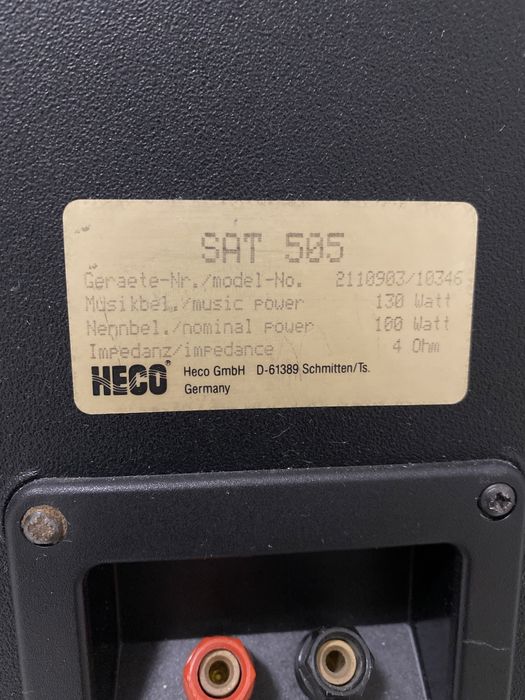 SAT 505
Geraete-Nr./model-No. 2110903/10346
Musikbel./music power 130 Watt
Nennbel./nominal power 100 Watt
Impedanz/impedance 4 Ohm
HECO Heco GmbH D-61389 Schmitten/Ts.
Germany